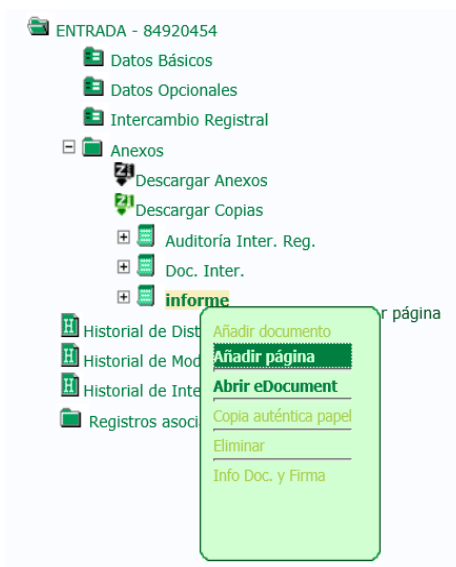 ENTRADA - 84920454
Datos Básicos
Datos Opcionales
Intercambio Registral
Anexos
Descargar Anexos
Descargar Copias
Auditoría Inter. Reg.
Doc. Inter.
informe
r página
Historial de Dist
Añadir documento
Historial de Mod
Añadir página
Historial de Inte
Abrir eDocument
Registros asoci
Copia auténtica papel
Eliminar
Info Doc. y Firma